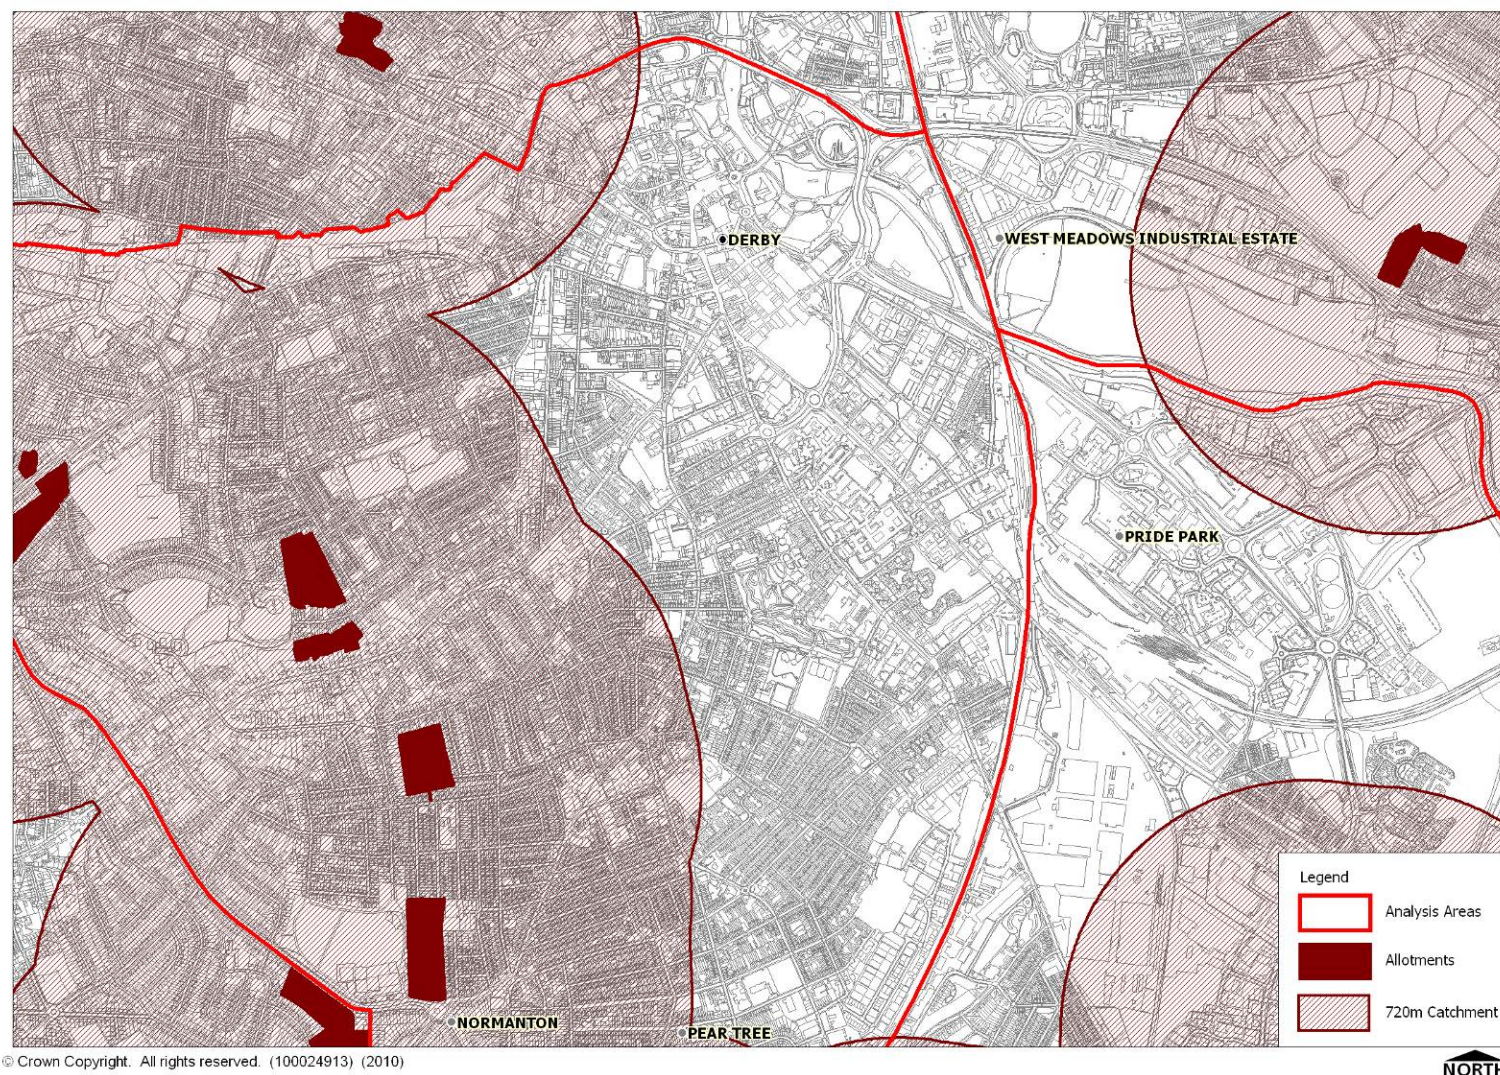 DERBY
WEST MEADOWS INDUSTRIAL ESTATE
PRIDE PARK
NORMANTON
PEAR TREE
Legend
Analysis Areas
Allotments
720m Catchment
© Crown Copyright. All rights reserved. (100024913) (2010)
NORTH